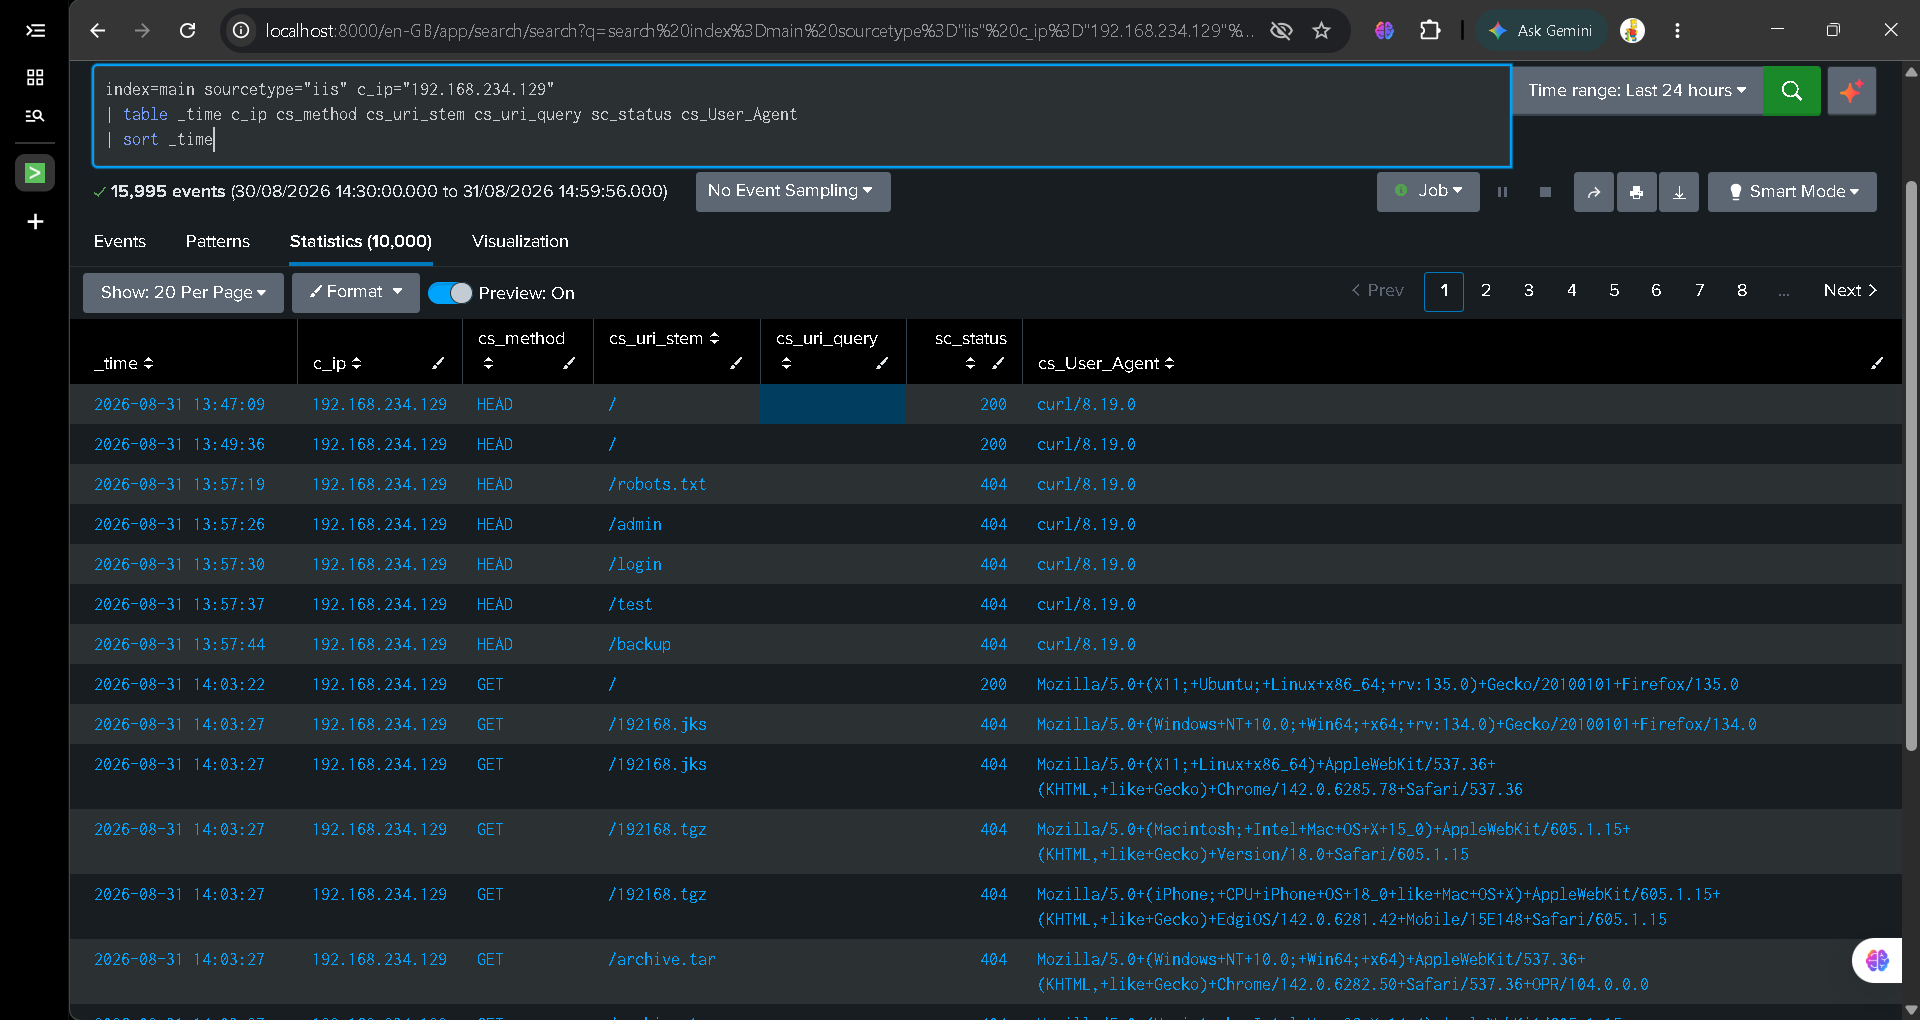 localhost:8000/en-GB/app/search/search?q=search%20index%3Dmain%20sourcetype%3D"iis"%20c_ip%3D"192.168.234.129"%...
Ask Gemini
index=main sourcetype="iis" c_ip="192.168.234.129"
| table _time c_ip cs_method cs_uri_stem cs_uri_query sc_status cs_User_Agent
| sort _time
Time range: Last 24 hours
15,995 events (30/08/2026 14:30:00.000 to 31/08/2026 14:59:56.000)
No Event Sampling
Job
Smart Mode
Events Patterns Statistics (10,000) Visualization
Show: 20 Per Page Format Preview: On
Prev 1 2 3 4 5 6 7 8 ... Next
_time c_ip cs_method cs_uri_stem cs_uri_query sc_status cs_User_Agent
2026-08-31 13:47:09 192.168.234.129 HEAD / 200 curl/8.19.0
2026-08-31 13:49:36 192.168.234.129 HEAD / 200 curl/8.19.0
2026-08-31 13:57:19 192.168.234.129 HEAD /robots.txt 404 curl/8.19.0
2026-08-31 13:57:26 192.168.234.129 HEAD /admin 404 curl/8.19.0
2026-08-31 13:57:30 192.168.234.129 HEAD /login 404 curl/8.19.0
2026-08-31 13:57:37 192.168.234.129 HEAD /test 404 curl/8.19.0
2026-08-31 13:57:44 192.168.234.129 HEAD /backup 404 curl/8.19.0
2026-08-31 14:03:22 192.168.234.129 GET / 200 Mozilla/5.0+(X11;+Ubuntu;+Linux+x86_64;+rv:135.0)+Gecko/20100101+Firefox/135.0
2026-08-31 14:03:27 192.168.234.129 GET /192168.jks 404 Mozilla/5.0+(Windows+NT+10.0;+Win64;+x64;+rv:134.0)+Gecko/20100101+Firefox/134.0
2026-08-31 14:03:27 192.168.234.129 GET /192168.jks 404 Mozilla/5.0+(X11;+Linux+x86_64)+AppleWebKit/537.36+
(KHTML,+like+Gecko)+Chrome/142.0.6285.78+Safari/537.36
2026-08-31 14:03:27 192.168.234.129 GET /192168.tgz 404 Mozilla/5.0+(Macintosh;+Intel+Mac+OS+X+15_0)+AppleWebKit/605.1.15+
(KHTML,+like+Gecko)+Version/18.0+Safari/605.1.15
2026-08-31 14:03:27 192.168.234.129 GET /192168.tgz 404 Mozilla/5.0+(iPhone;+CPU+iPhone+OS+18_0+like+Mac+OS+X)+AppleWebKit/605.1.15+
(KHTML,+like+Gecko)+EdgiOS/142.0.6281.42+Mobile/15E148+Safari/605.1.15
2026-08-31 14:03:27 192.168.234.129 GET /archive.tar 404 Mozilla/5.0+(Windows+NT+10.0;+Win64;+x64)+AppleWebKit/537.36+
(KHTML,+like+Gecko)+Chrome/142.0.6282.50+Safari/537.36+OPR/104.0.0.0